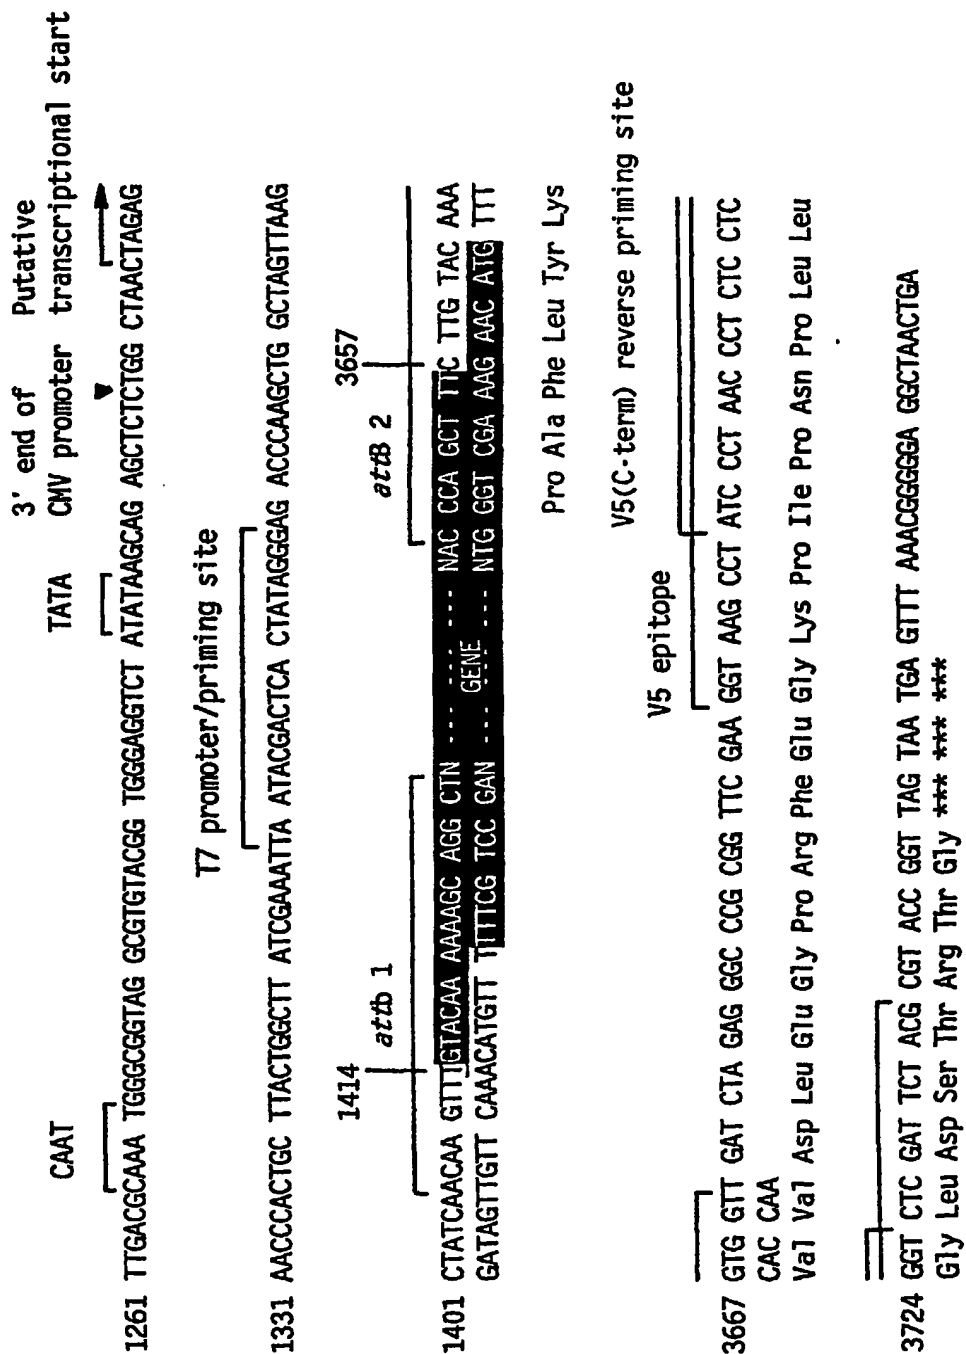 3' end of Putative
CAAT TATA CMV promoter transcriptional start
1261 TTGACGCAAA TGGGCGGTAG GCGTGTACGG TGGGAGGTCT ATATAAGCAG AGCTCTCTGG CTAACTAGAG
T7 promoter/priming site
1331 AACCCACTGC TTACTGGCTT ATCGAAATTA ATACGACTCA CTATAGGGAG ACCCAAGCTG GCTAGTTAAG
1414 3657
attb 1 attB 2
1401 CTATCAACAA GTTTGTACAAA AAAAGC AGG CTN ... ... NAC CCA GCT TTC TTG TAC AAA
GENE
GATAGTTGTT CAAACATGTT TTTTCG TCC GAN ... ... NTG GGT CGA AAG AAC ATG TTT
Pro Ala Phe Leu Tyr Lys
V5 epitope V5(C-term) reverse priming site
3667 GTG GTT GAT CTA GAG GGC CCG CGG TTC GAA GGT AAG CCT ATC CCT AAC CCT CTC CTC
CAC CAA
Val Val Asp Leu Glu Gly Pro Arg Phe Glu Gly Lys Pro Ile Pro Asn Pro Leu Leu
3724 GGT CTC GAT TCT ACG CGT ACC GGT TAG TAA TGA GTTT AAACGGGGGA GGCTAACTGA
Gly Leu Asp Ser Thr Arg Thr Gly *** *** ***